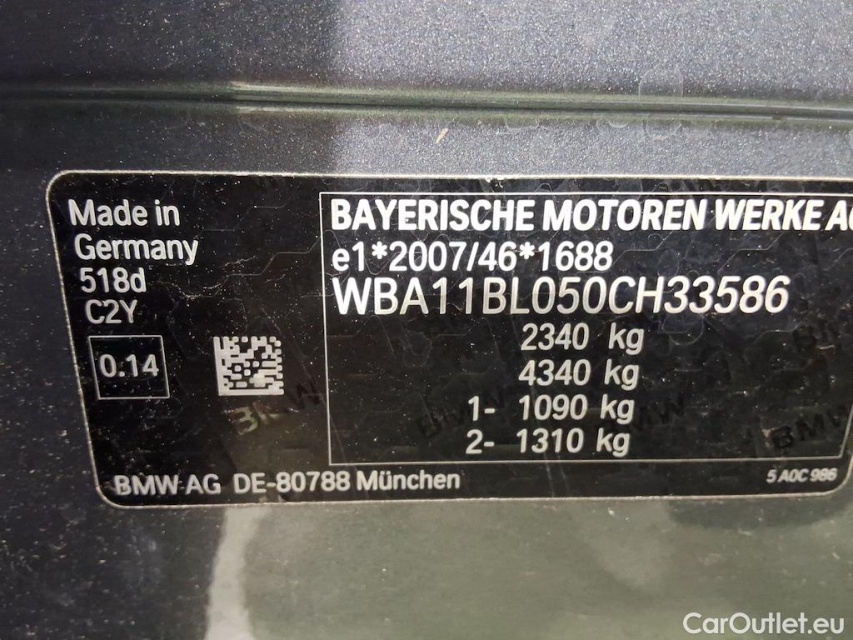 Made in
Germany
518d
C2Y
0.14
BAYERISCHE MOTOREN WERKE AG
e1*2007/46*1688
WBA11BL050CH33586
2340 kg
4340 kg
1- 1090 kg
2- 1310 kg
BMW AG DE-80788 München
5 A0C 986
CarOutlet.eu